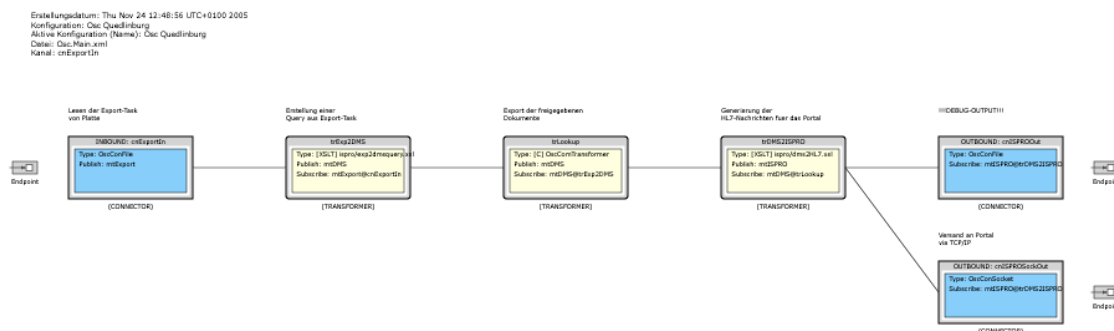 Erstellungsdatum: Thu Nov 24 12:48:56 UTC+0100 2005
Konfiguration: Osc Quedlinburg
Aktive Konfiguration (Name): Osc Quedlinburg
Datei: Osc.Main.xml
Kanal: cnExportIn
Lesen der Export-Task
von Platte
INBOUND: cnExportIn
Type: OscConFile
Publish: mtExport
(CONNECTOR)
Endpoint
Erstellung einer
Query aus Export-Task
trExp2DMS
Type: [XSLT] ispro/exp2dmsquery.xsl
Publish: mtDMS
Subscribe: mtExport@cnExportIn
(TRANSFORMER)
Export der freigegebenen
Dokumente
trLookup
Type: [C] OscComTransformer
Publish: mtDMS
Subscribe: mtDMS@trExp2DMS
(TRANSFORMER)
Generierung der
HL7-Nachrichten fuer das Portal
trDMS2ISPRO
Type: [XSLT] ispro/dms2HL7.xsl
Publish: mtISPRO
Subscribe: mtDMS@trLookup
(TRANSFORMER)
!!!DEBUG-OUTPUT!!!
OUTBOUND: cnISPROOut
Type: OscConFile
Subscribe: mtISPRO@trDMS2ISPRO
(CONNECTOR)
Endpoi
Versand an Portal
via TCP/IP
OUTBOUND: cnISPROSockOut
Type: OscConSocket
Subscribe: mtISPRO@trDMS2ISPRO
(CONNECTOR)
Endpoi